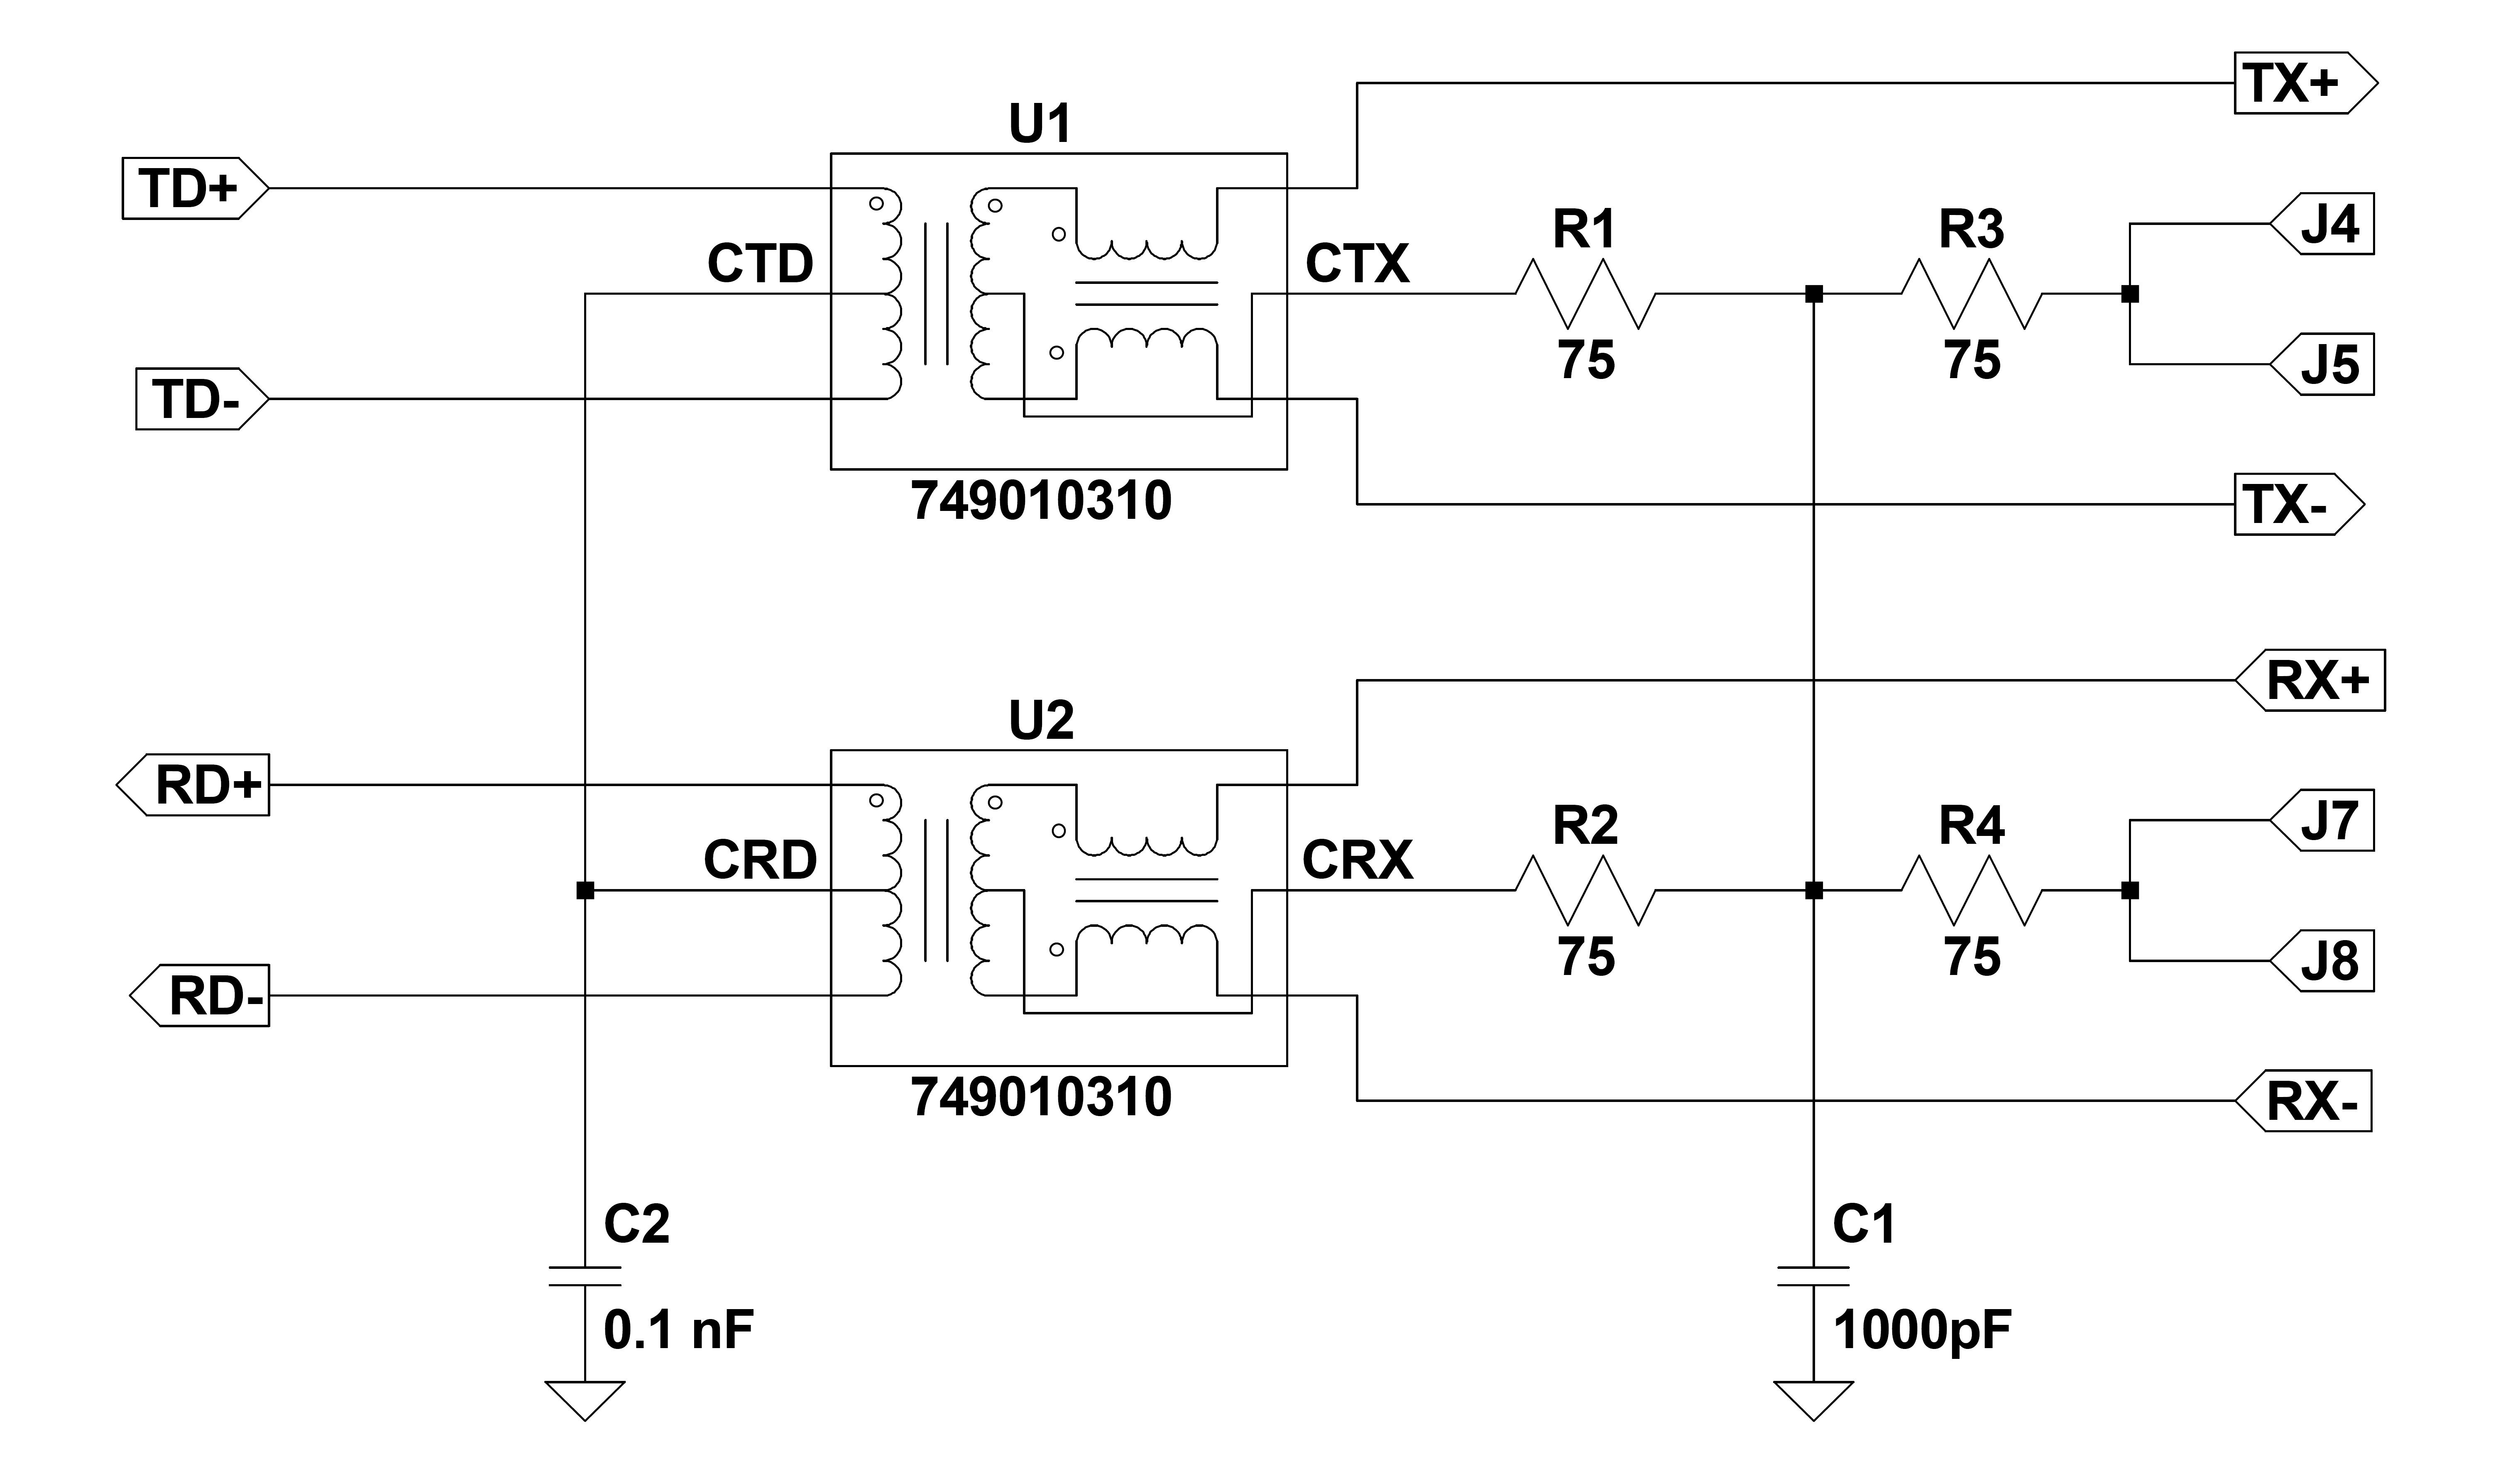 TX+
U1
TD+
J4
R1
R3
CTD
CTX
75
75
J5
TD-
749010310
TX-
RX+
U2
RD+
J7
R2
R4
CRD
CRX
75
75
J8
RD-
749010310
RX-
C2
C1
0.1 nF
1000pF